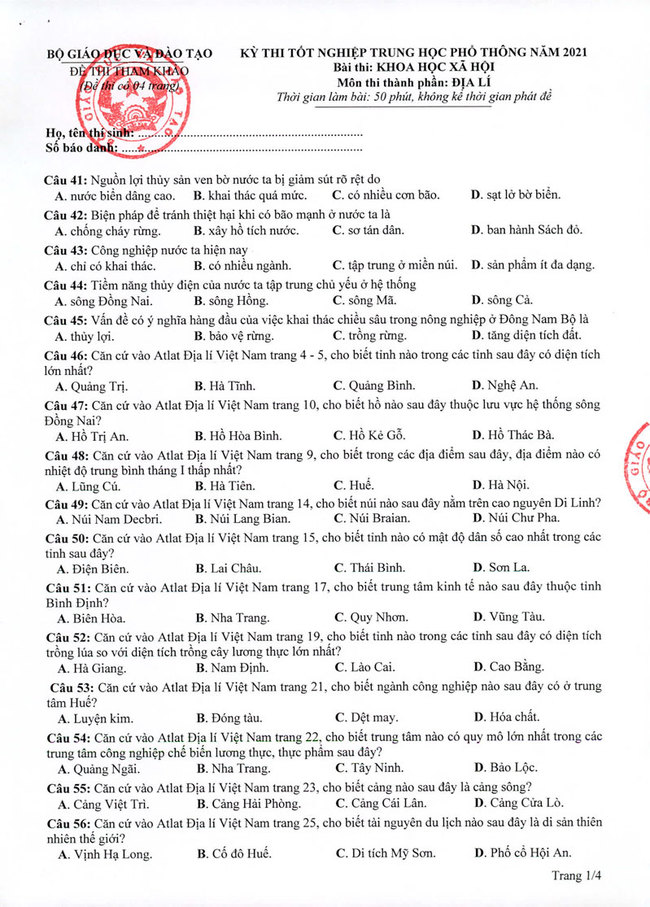 BỘ GIÁO DỤC VÀ ĐÀO TẠO
ĐỀ THI THAM KHẢO
(Đề thi có 04 trang)
KỲ THI TỐT NGHIỆP TRUNG HỌC PHỔ THÔNG NĂM 2021
Bài thi: KHOA HỌC XÃ HỘI
Môn thi thành phần: ĐỊA LÍ
Thời gian làm bài: 50 phút, không kể thời gian phát đề
Họ, tên thí sinh: ..........................................................
Số báo danh: ..............................................................
Câu 41: Nguồn lợi thủy sản ven bờ nước ta bị giảm sút rõ rệt do
A. nước biển dâng cao. B. khai thác quá mức. C. có nhiều cơn bão. D. sạt lở bờ biển.
Câu 42: Biện pháp để tránh thiệt hại khi có bão mạnh ở nước ta là
A. chống cháy rừng. B. xây hồ tích nước. C. sơ tán dân. D. ban hành Sách đỏ.
Câu 43: Công nghiệp nước ta hiện nay
A. chỉ có khai thác. B. có nhiều ngành. C. tập trung ở miền núi. D. sản phẩm ít đa dạng.
Câu 44: Tiềm năng thủy điện của nước ta tập trung chủ yếu ở hệ thống
A. sông Đồng Nai. B. sông Hồng. C. sông Mã. D. sông Cả.
Câu 45: Vấn đề có ý nghĩa hàng đầu của việc khai thác chiều sâu trong nông nghiệp ở Đông Nam Bộ là
A. thủy lợi. B. bảo vệ rừng. C. trồng rừng. D. tăng diện tích đất.
Câu 46: Căn cứ vào Atlat Địa lí Việt Nam trang 4 - 5, cho biết tỉnh nào trong các tỉnh sau đây có diện tích
lớn nhất?
A. Quảng Trị. B. Hà Tĩnh. C. Quảng Bình. D. Nghệ An.
Câu 47: Căn cứ vào Atlat Địa lí Việt Nam trang 10, cho biết hồ nào sau đây thuộc lưu vực hệ thống sông
Đồng Nai?
A. Hồ Trị An. B. Hồ Hòa Bình. C. Hồ Kẻ Gỗ. D. Hồ Thác Bà.
Câu 48: Căn cứ vào Atlat Địa lí Việt Nam trang 9, cho biết trong các địa điểm sau đây, địa điểm nào có
nhiệt độ trung bình tháng I thấp nhất?
A. Lũng Cú. B. Hà Tiên. C. Huế. D. Hà Nội.
Câu 49: Căn cứ vào Atlat Địa lí Việt Nam trang 14, cho biết núi nào sau đây nằm trên cao nguyên Di Linh?
A. Núi Nam Decbri. B. Núi Lang Bian. C. Núi Braian. D. Núi Chư Pha.
Câu 50: Căn cứ vào Atlat Địa lí Việt Nam trang 15, cho biết tỉnh nào có mật độ dân số cao nhất trong các
tỉnh sau đây?
A. Điện Biên. B. Lai Châu. C. Thái Bình. D. Sơn La.
Câu 51: Căn cứ vào Atlat Địa lí Việt Nam trang 17, cho biết trung tâm kinh tế nào sau đây thuộc tỉnh
Bình Định?
A. Biên Hòa. B. Nha Trang. C. Quy Nhơn. D. Vũng Tàu.
Câu 52: Căn cứ vào Atlat Địa lí Việt Nam trang 19, cho biết tỉnh nào trong các tỉnh sau đây có diện tích
trồng lúa so với diện tích trồng cây lương thực lớn nhất?
A. Hà Giang. B. Nam Định. C. Lào Cai. D. Cao Bằng.
Câu 53: Căn cứ vào Atlat Địa lí Việt Nam trang 21, cho biết ngành công nghiệp nào sau đây có ở trung
tâm Huế?
A. Luyện kim. B. Đóng tàu. C. Dệt may. D. Hóa chất.
Câu 54: Căn cứ vào Atlat Địa lí Việt Nam trang 22, cho biết trung tâm nào có quy mô lớn nhất trong các
trung tâm công nghiệp chế biến lương thực, thực phẩm sau đây?
A. Quảng Ngãi. B. Nha Trang. C. Tây Ninh. D. Bảo Lộc.
Câu 55: Căn cứ vào Atlat Địa lí Việt Nam trang 23, cho biết cảng nào sau đây là cảng sông?
A. Cảng Việt Trì. B. Cảng Hải Phòng. C. Cảng Cái Lân. D. Cảng Cửa Lò.
Câu 56: Căn cứ vào Atlat Địa lí Việt Nam trang 25, cho biết tài nguyên du lịch nào sau đây là di sản thiên
nhiên thế giới?
A. Vịnh Hạ Long. B. Cố đô Huế. C. Di tích Mỹ Sơn. D. Phố cổ Hội An.
Trang 1/4